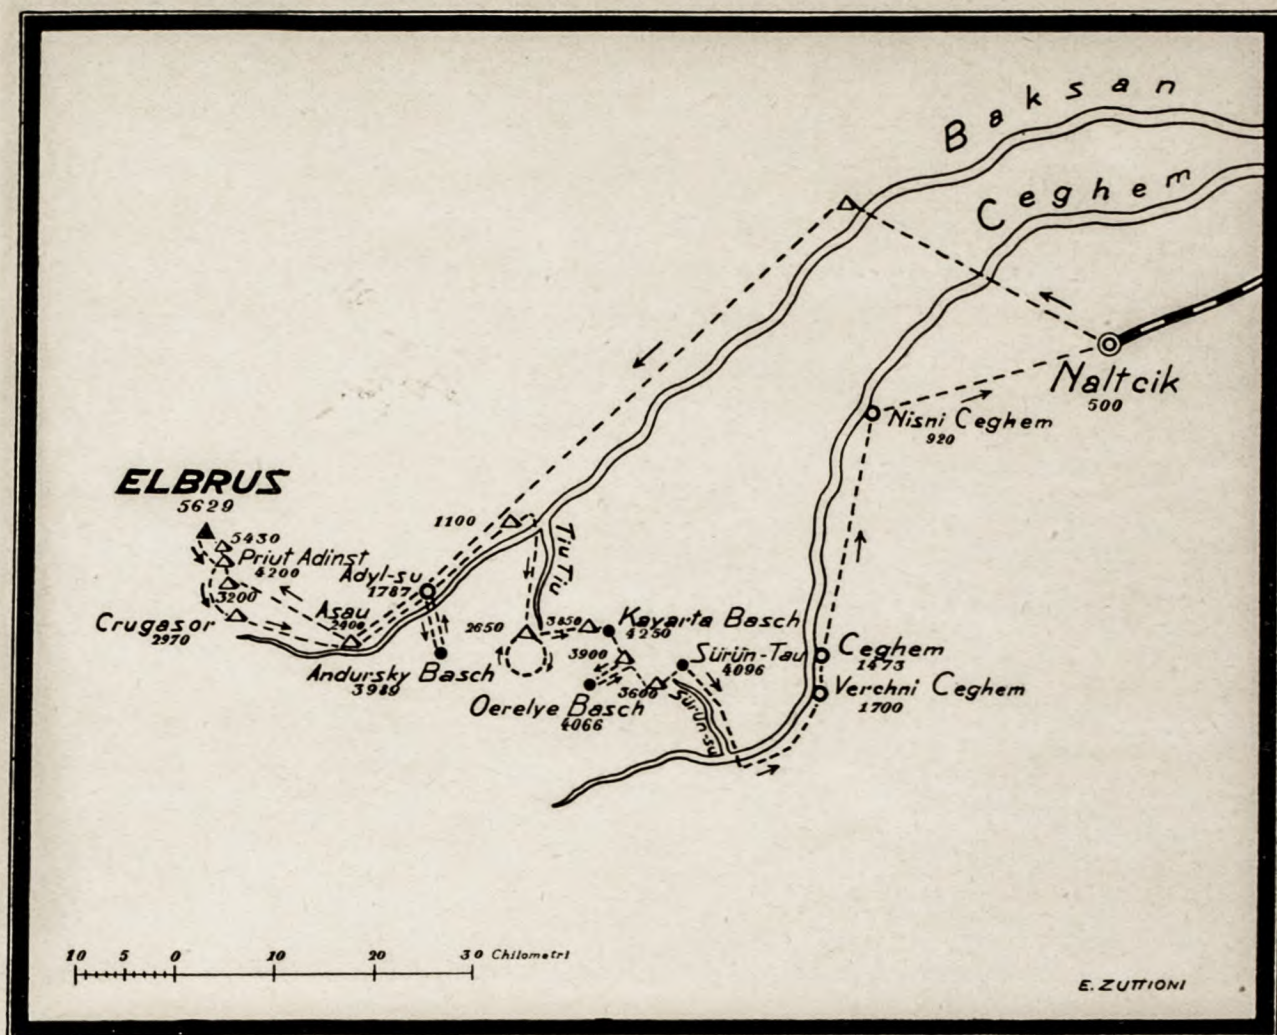 Baksan
Ceghem
Naltcik
500
Nisni Ceghem
920
ELBRUS
5629
5430
Priut Adinst
4200
3200
Crugasor
2970
Asau
2400
Adyl-su
1787
1100
Tiu Tiu
Andursky Basch
3989
2650
3850
Kayarta Basch
4250
3900
Oerelye Basch
4066
3600
Sürün-Tau
4096
Sürün-su
Ceghem
1473
Verchni Ceghem
1700
10 5 0 10 20 30 Chilometri
E. ZUTTIONI